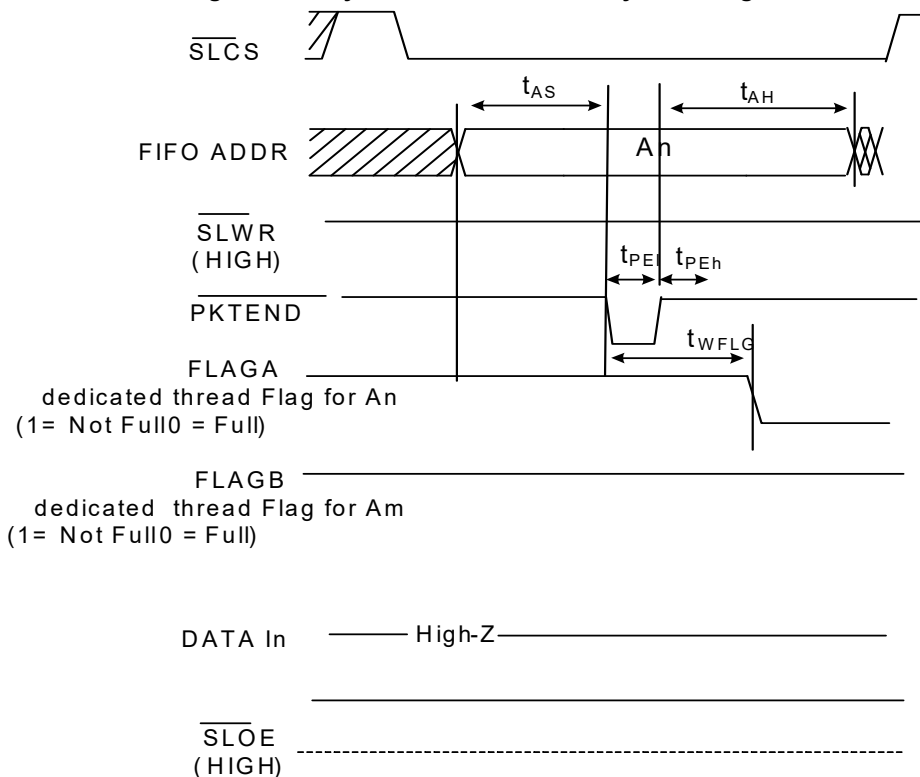 SLCS
tAS
tAH
FIFO ADDR
An
SLWR
(HIGH)
tPEl
tPEh
PKTEND
tWFLG
FLAGA
dedicated thread Flag for An
(1= Not Full0 = Full)
FLAGB
dedicated thread Flag for Am
(1= Not Full0 = Full)
DATA In
High-Z
SLOE
(HIGH)